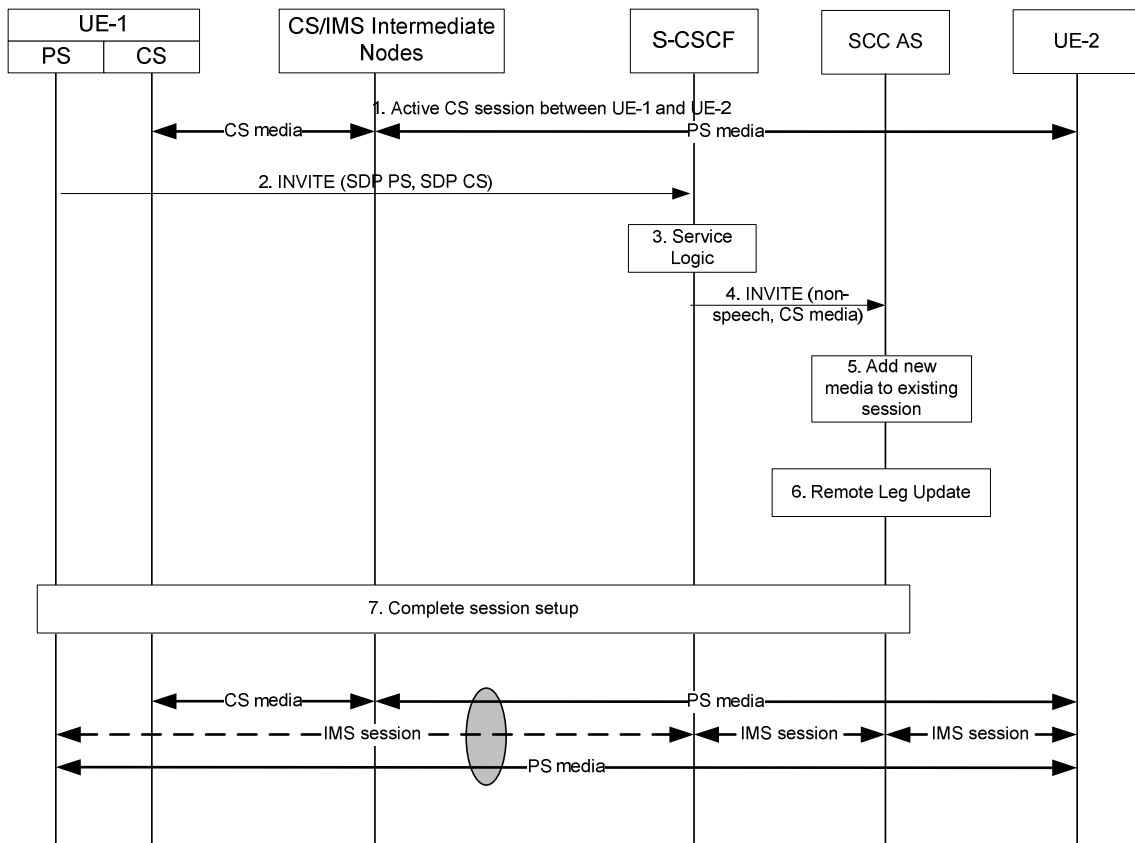 UE-1
PS
CS
CS/IMS Intermediate
Nodes
S-CSCF
SCC AS
UE-2
1. Active CS session between UE-1 and UE-2
CS media
PS media
2. INVITE (SDP PS, SDP CS)
3. Service
Logic
4. INVITE (non-
speech, CS media)
5. Add new
media to existing
session
6. Remote Leg Update
7. Complete session setup
CS media
PS media
IMS session
IMS session
IMS session
PS media